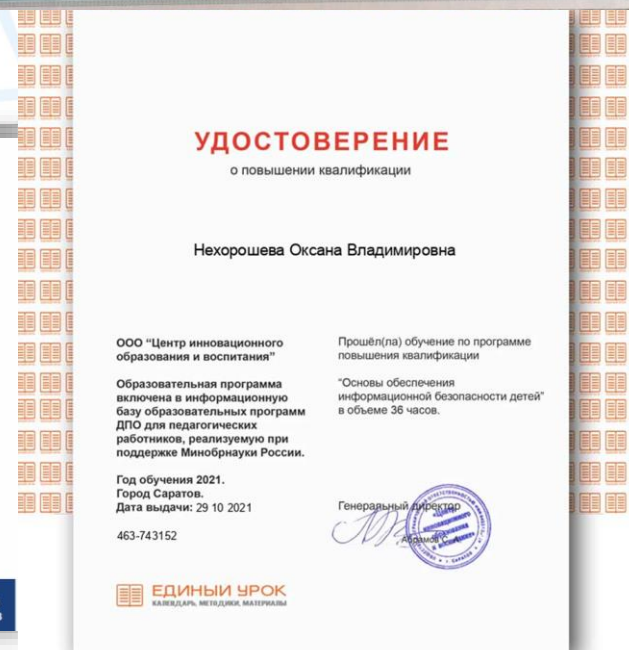 УДОСТОВЕРЕНИЕ
о повышении квалификации
Нехорошева Оксана Владимировна
ООО "Центр инновационного
образования и воспитания"
Образовательная программа
включена в информационную
базу образовательных программ
ДПО для педагогических
работников, реализуемую при
поддержке Минобрнауки России.
Год обучения 2021.
Город Саратов.
Дата выдачи: 29 10 2021
463-743152
Прошёл(ла) обучение по программе
повышения квалификации
"Основы обеспечения
информационной безопасности детей"
в объеме 36 часов.
Генеральный директор
Абрамов С.
ЕДИНЫЙ УРОК
КАЛЕНДАРЬ, МЕТОДИКИ, МАТЕРИАЛЫ